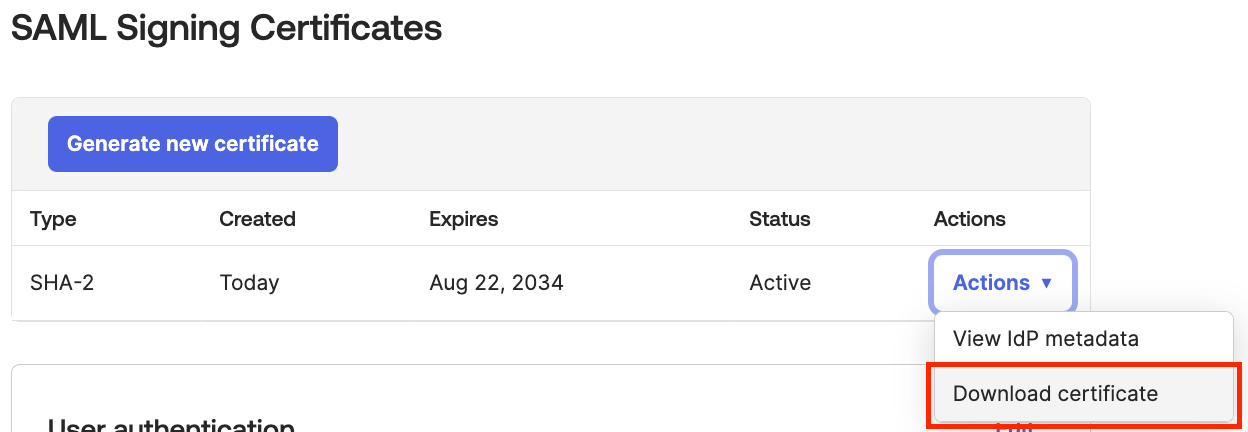 SAML Signing Certificates
Generate new certificate
Type Created Expires Status Actions
SHA-2 Today Aug 22, 2034 Active Actions ▼
View IdP metadata
Download certificate
User authentication Edit